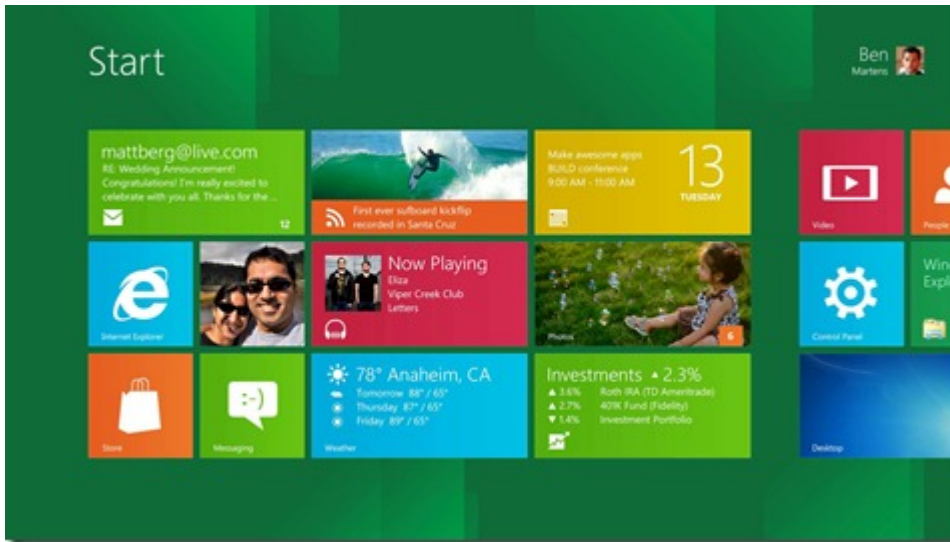 Start
Ben
Martens
mattberg@live.com
RE: Wedding Announcement!
Congratulations! I'm really excited to
celebrate with you all. Thanks for the ...
12
First ever sufboard kickflip
recorded in Santa Cruz
Make awesome apps
BUILD conference
9:00 AM - 11:00 AM
13
TUESDAY
Video
People
Internet Explorer
Now Playing
Eliza
Viper Creek Club
Letters
Photos
6
Control Panel
Wind
Expl
Store
Messaging
:-)
78° Anaheim, CA
Tomorrow 88° / 65°
Thursday 87° / 65°
Friday 89° / 65°
Weather
Investments ▲ 2.3%
▲ 3.6% Roth IRA (TD Ameritrade)
▲ 2.7% 401K Fund (Fidelity)
▼ 1.4% Investment Portfolio
Desktop